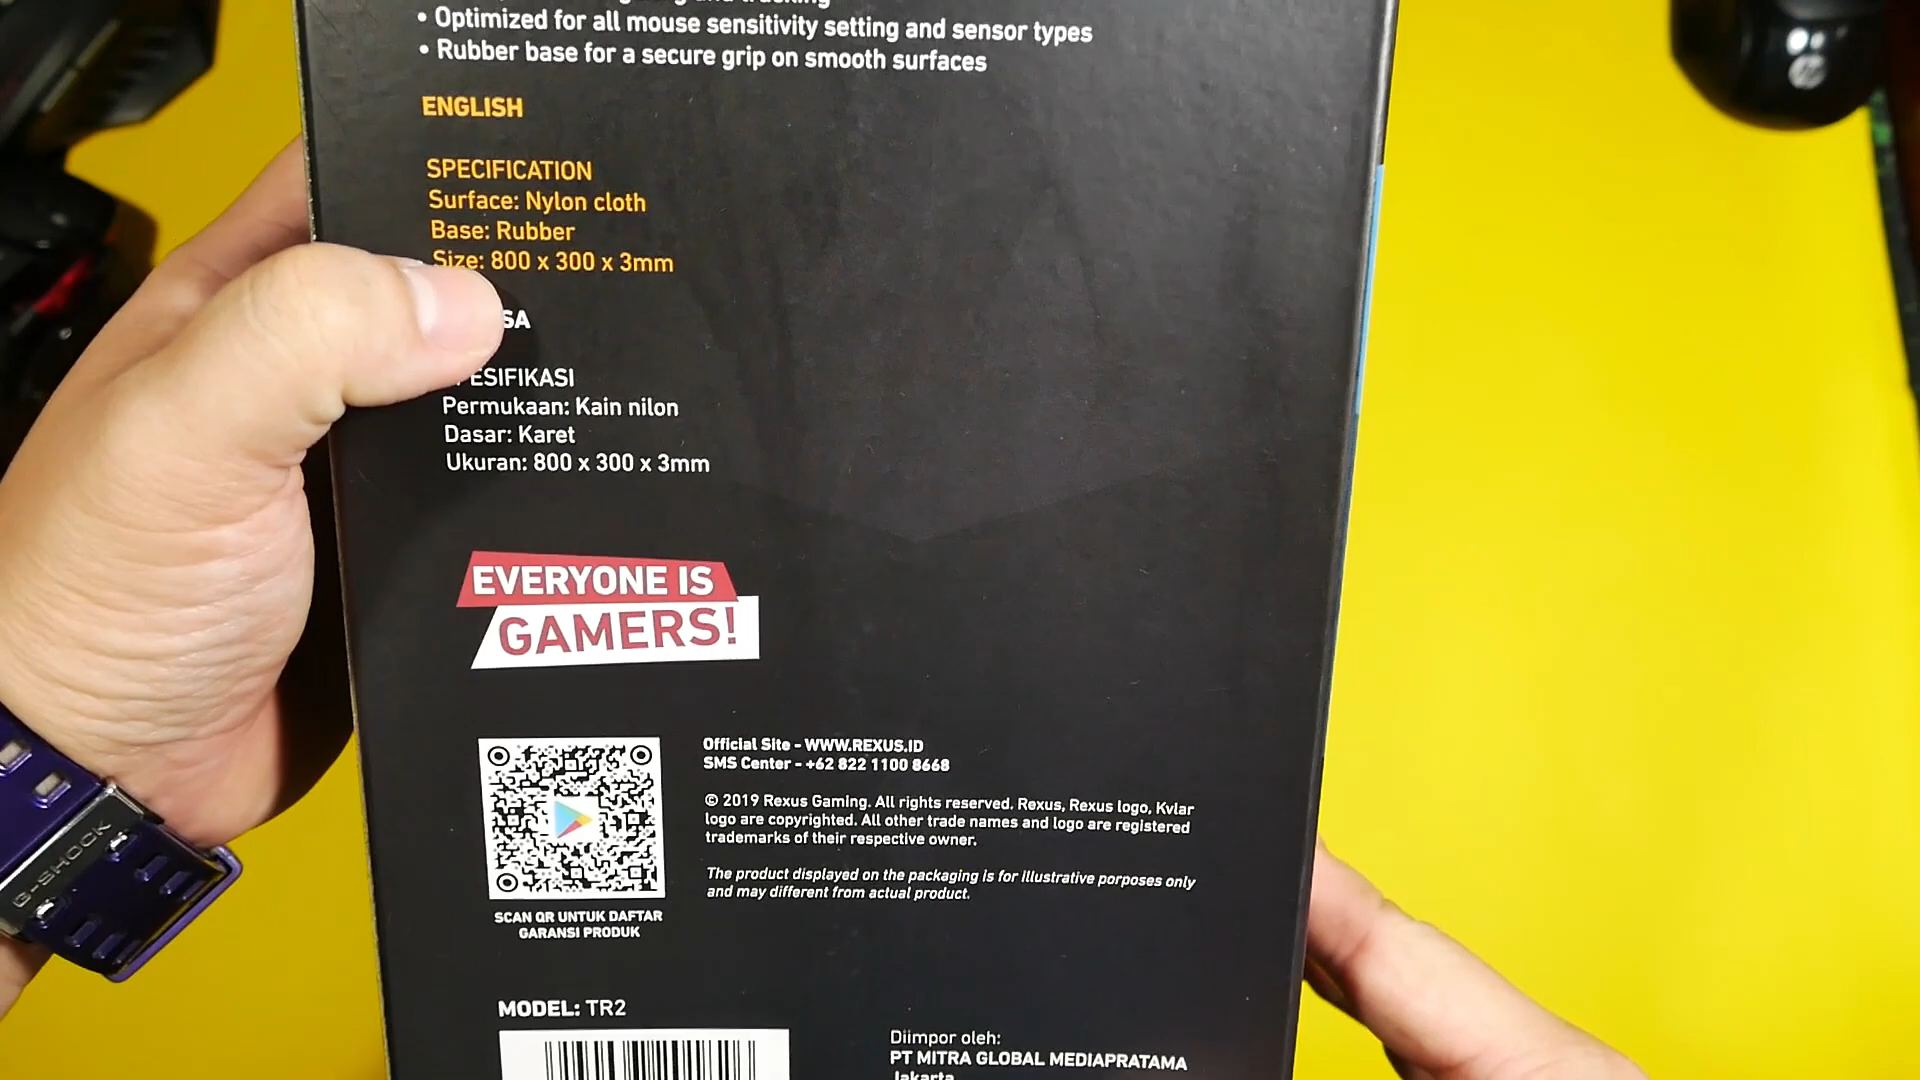 tracking
• Optimized for all mouse sensitivity setting and sensor types
• Rubber base for a secure grip on smooth surfaces
ENGLISH
SPECIFICATION
Surface: Nylon cloth
Base: Rubber
Size: 800 x 300 x 3mm
SA
ESIFIKASI
Permukaan: Kain nilon
Dasar: Karet
Ukuran: 800 x 300 x 3mm
EVERYONE IS
GAMERS!
Official Site - WWW.REXUS.ID
SMS Center - +62 822 1100 8668
© 2019 Rexus Gaming. All rights reserved. Rexus, Rexus logo, Kvlar
logo are copyrighted. All other trade names and logo are registered
trademarks of their respective owner.
The product displayed on the packaging is for illustrative porposes only
and may different from actual product.
SCAN QR UNTUK DAFTAR
GARANSI PRODUK
MODEL: TR2
Diimpor oleh:
PT MITRA GLOBAL MEDIAPRATAMA
Jakarta
G-SHOCK
hp